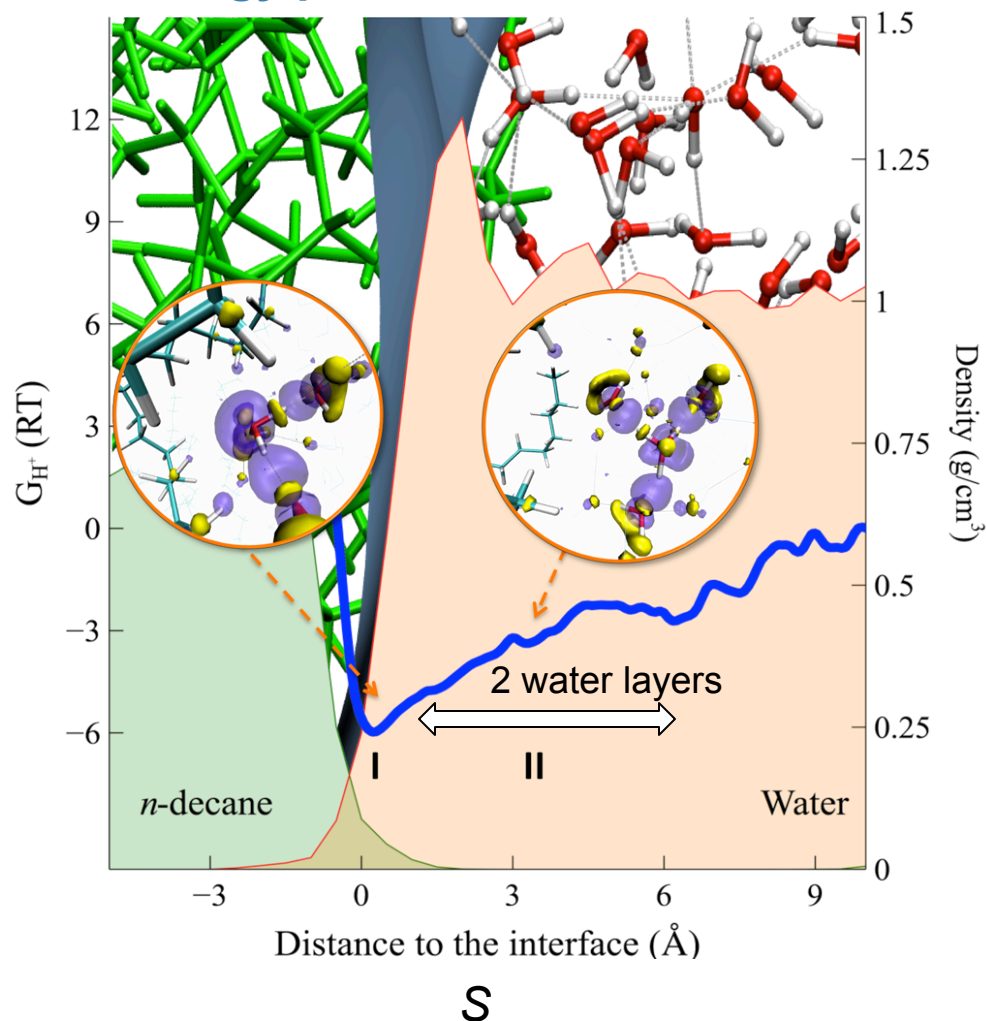 12
9
6
3
0
−3
−6
G_H⁺ (RT)
1.5
1.25
1
0.75
0.5
0.25
0
Density (g/cm³)
2 water layers
I
II
n-decane
Water
−3
0
3
6
9
Distance to the interface (Å)
S